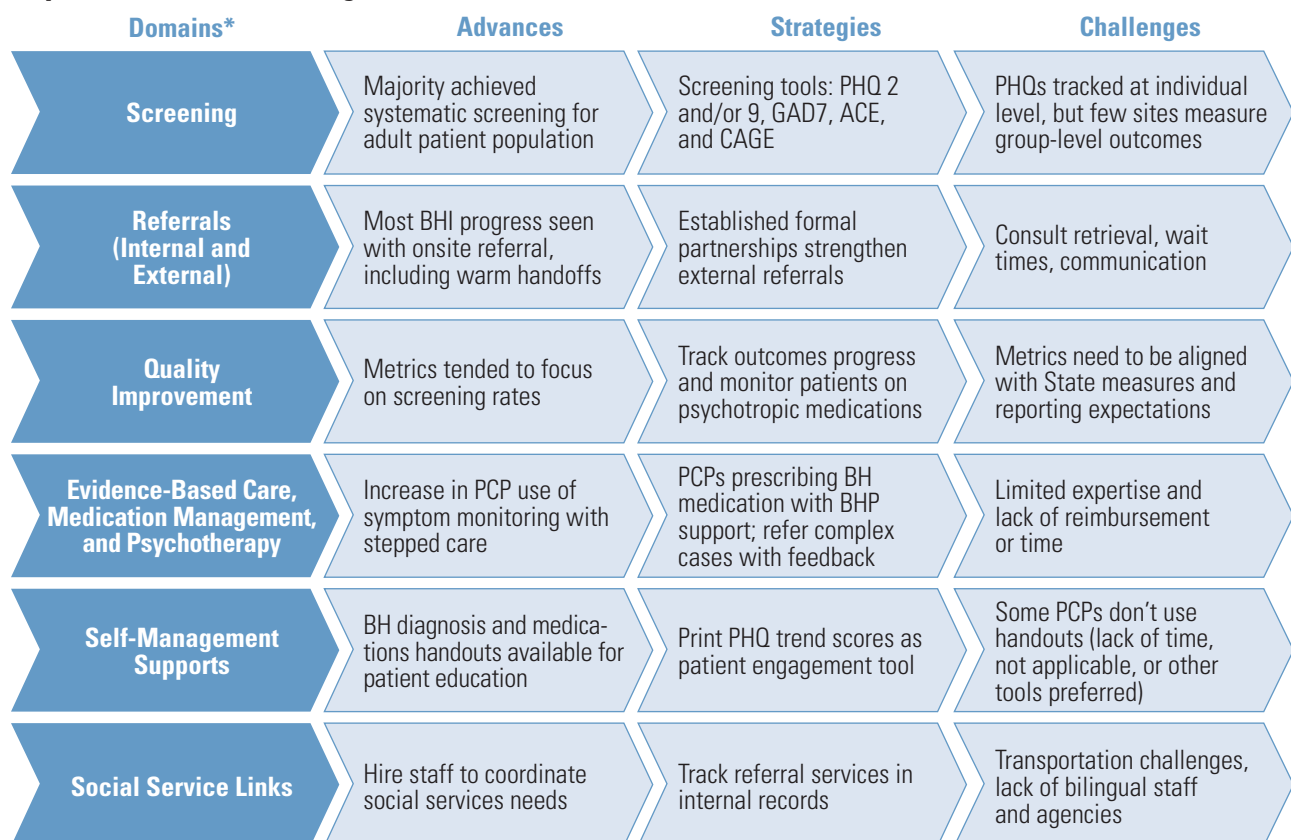 Domains*
Advances
Strategies
Challenges
Screening
Majority achieved
systematic screening for
adult patient population
Screening tools: PHQ 2
and/or 9, GAD7, ACE,
and CAGE
PHQs tracked at individual
level, but few sites measure
group-level outcomes
Referrals
(Internal and
External)
Most BHI progress seen
with onsite referral,
including warm handoffs
Established formal
partnerships strengthen
external referrals
Consult retrieval, wait
times, communication
Quality
Improvement
Metrics tended to focus
on screening rates
Track outcomes progress
and monitor patients on
psychotropic medications
Metrics need to be aligned
with State measures and
reporting expectations
Evidence-Based Care,
Medication Management,
and Psychotherapy
Increase in PCP use of
symptom monitoring with
stepped care
PCPs prescribing BH
medication with BHP
support; refer complex
cases with feedback
Limited expertise and
lack of reimbursement
or time
Self-Management
Supports
BH diagnosis and medica-
tions handouts available for
patient education
Print PHQ trend scores as
patient engagement tool
Some PCPs don’t use
handouts (lack of time,
not applicable, or other
tools preferred)
Social Service Links
Hire staff to coordinate
social services needs
Track referral services in
internal records
Transportation challenges,
lack of bilingual staff
and agencies